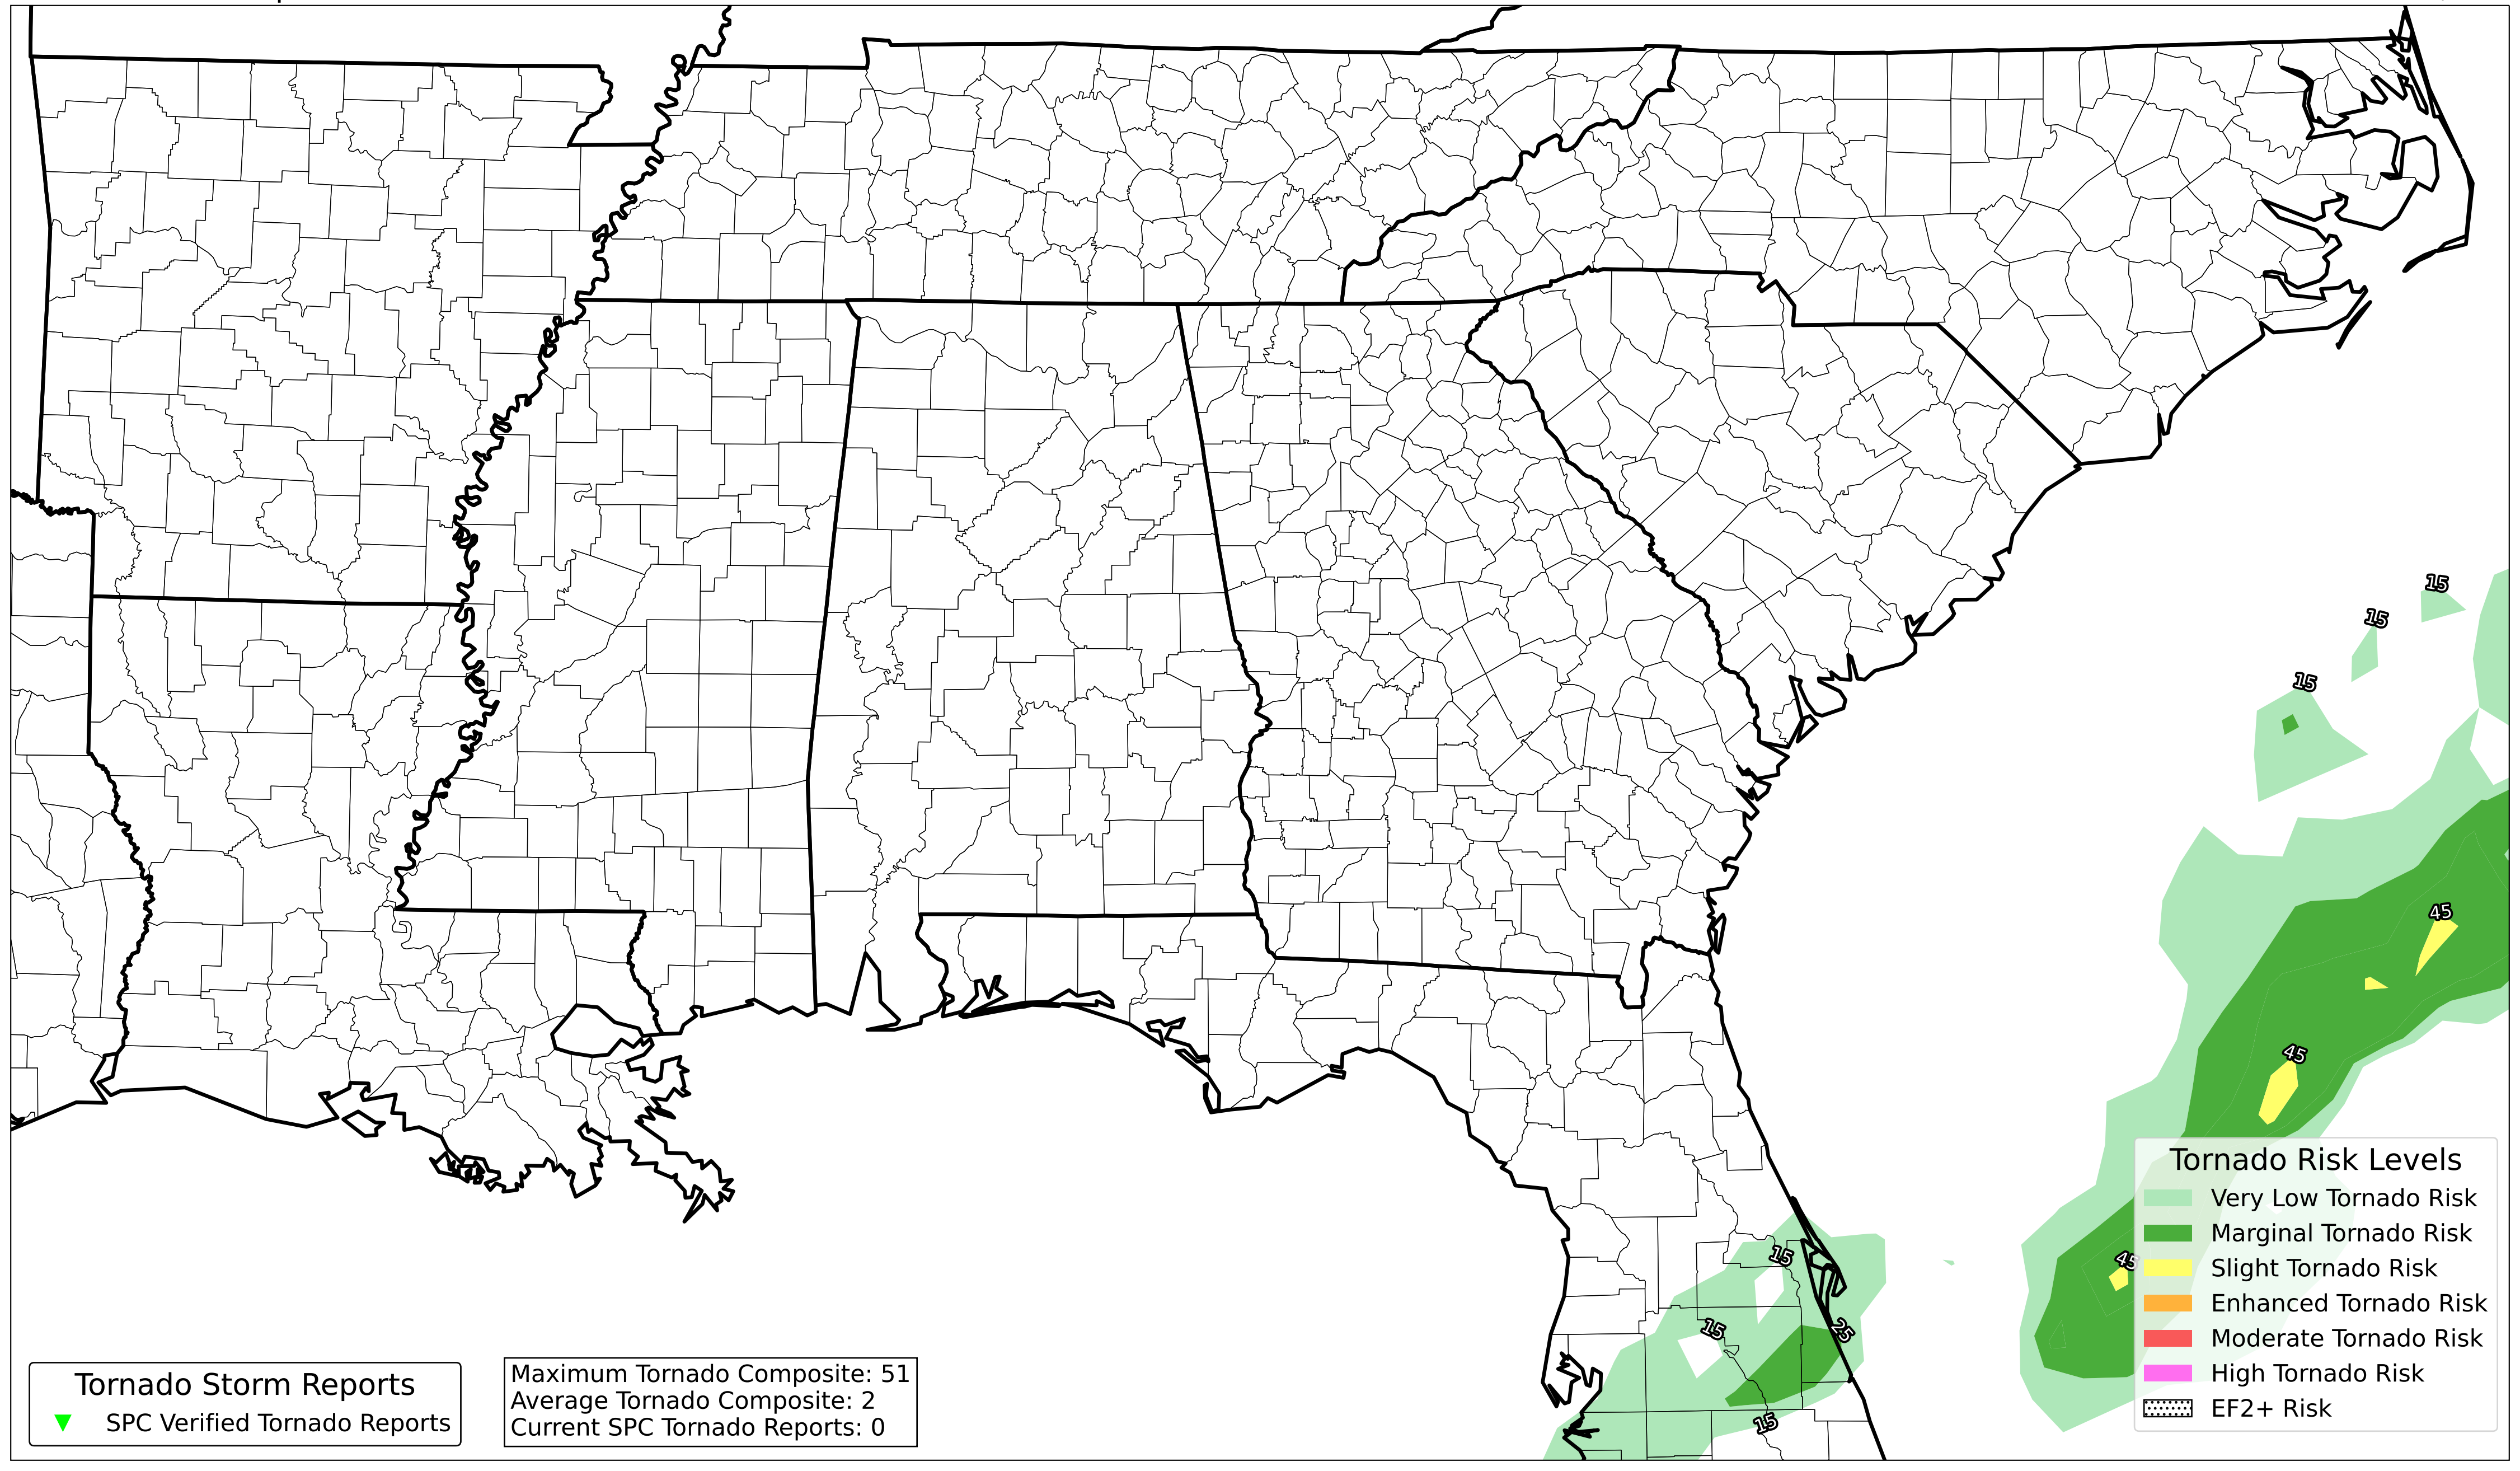 15
15
15
45
45
15
45
15
25
15
Tornado Risk Levels
Very Low Tornado Risk
Marginal Tornado Risk
Slight Tornado Risk
Enhanced Tornado Risk
Moderate Tornado Risk
High Tornado Risk
EF2+ Risk
Tornado Storm Reports
SPC Verified Tornado Reports
Maximum Tornado Composite: 51
Average Tornado Composite: 2
Current SPC Tornado Reports: 0